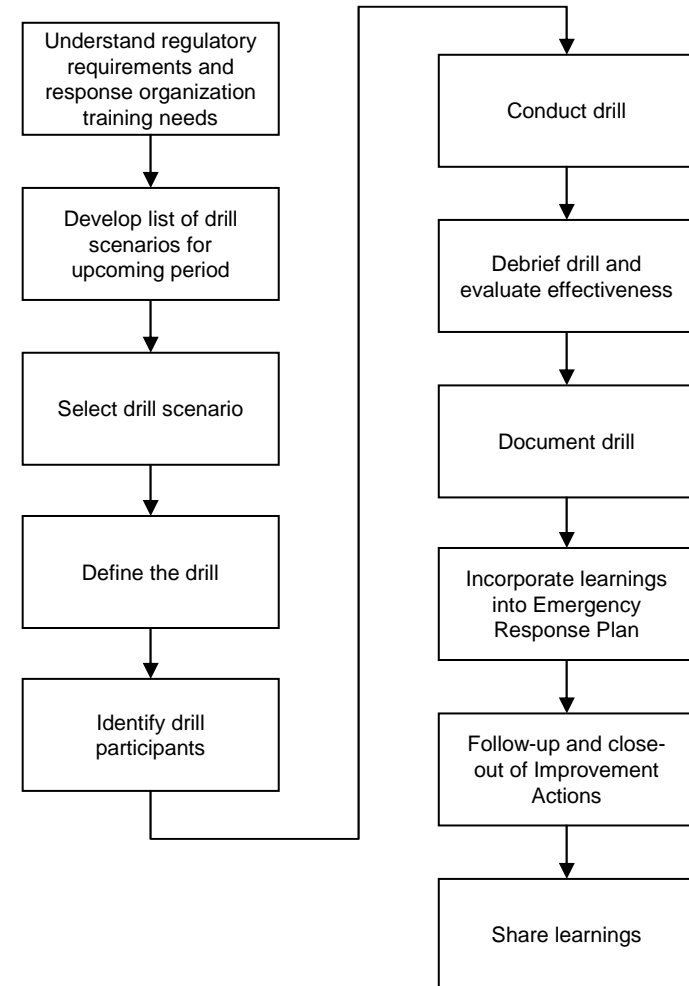 Understand regulatory
requirements and
response organization
training needs
Develop list of drill
scenarios for
upcoming period
Select drill scenario
Define the drill
Identify drill
participants
Conduct drill
Debrief drill and
evaluate effectiveness
Document drill
Incorporate learnings
into Emergency
Response Plan
Follow-up and close-
out of Improvement
Actions
Share learnings